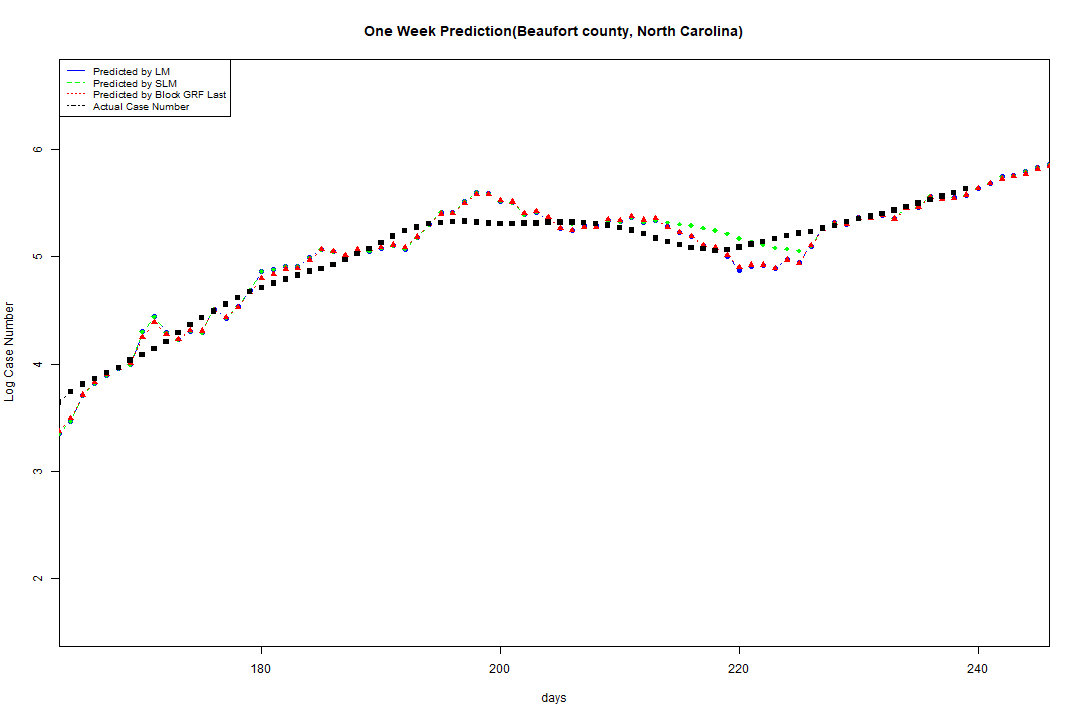 One Week Prediction(Beaufort county, North Carolina)
Predicted by LM
Predicted by SLM
Predicted by Block GRF Last
Actual Case Number
6
5
4
3
2
Log Case Number
180 200 220 240
days